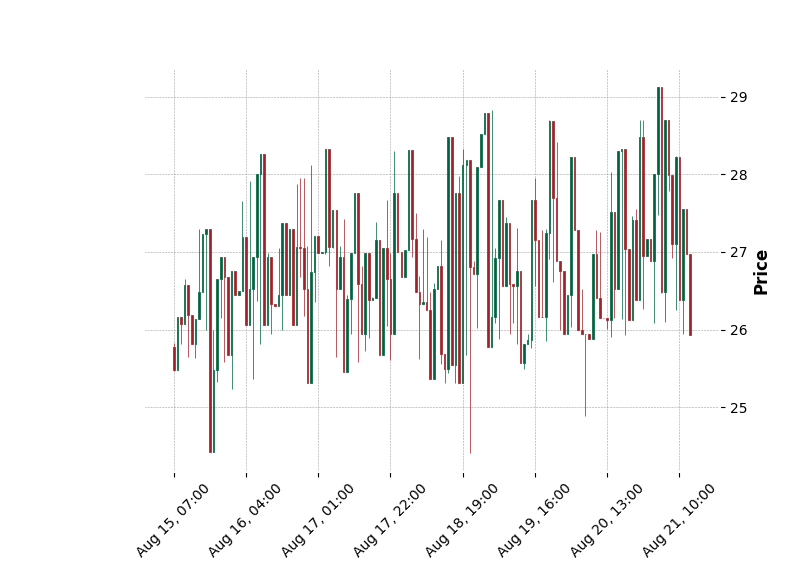 29
28
27
26
25
Price
Aug 15, 07:00
Aug 16, 04:00
Aug 17, 01:00
Aug 17, 22:00
Aug 18, 19:00
Aug 19, 16:00
Aug 20, 13:00
Aug 21, 10:00